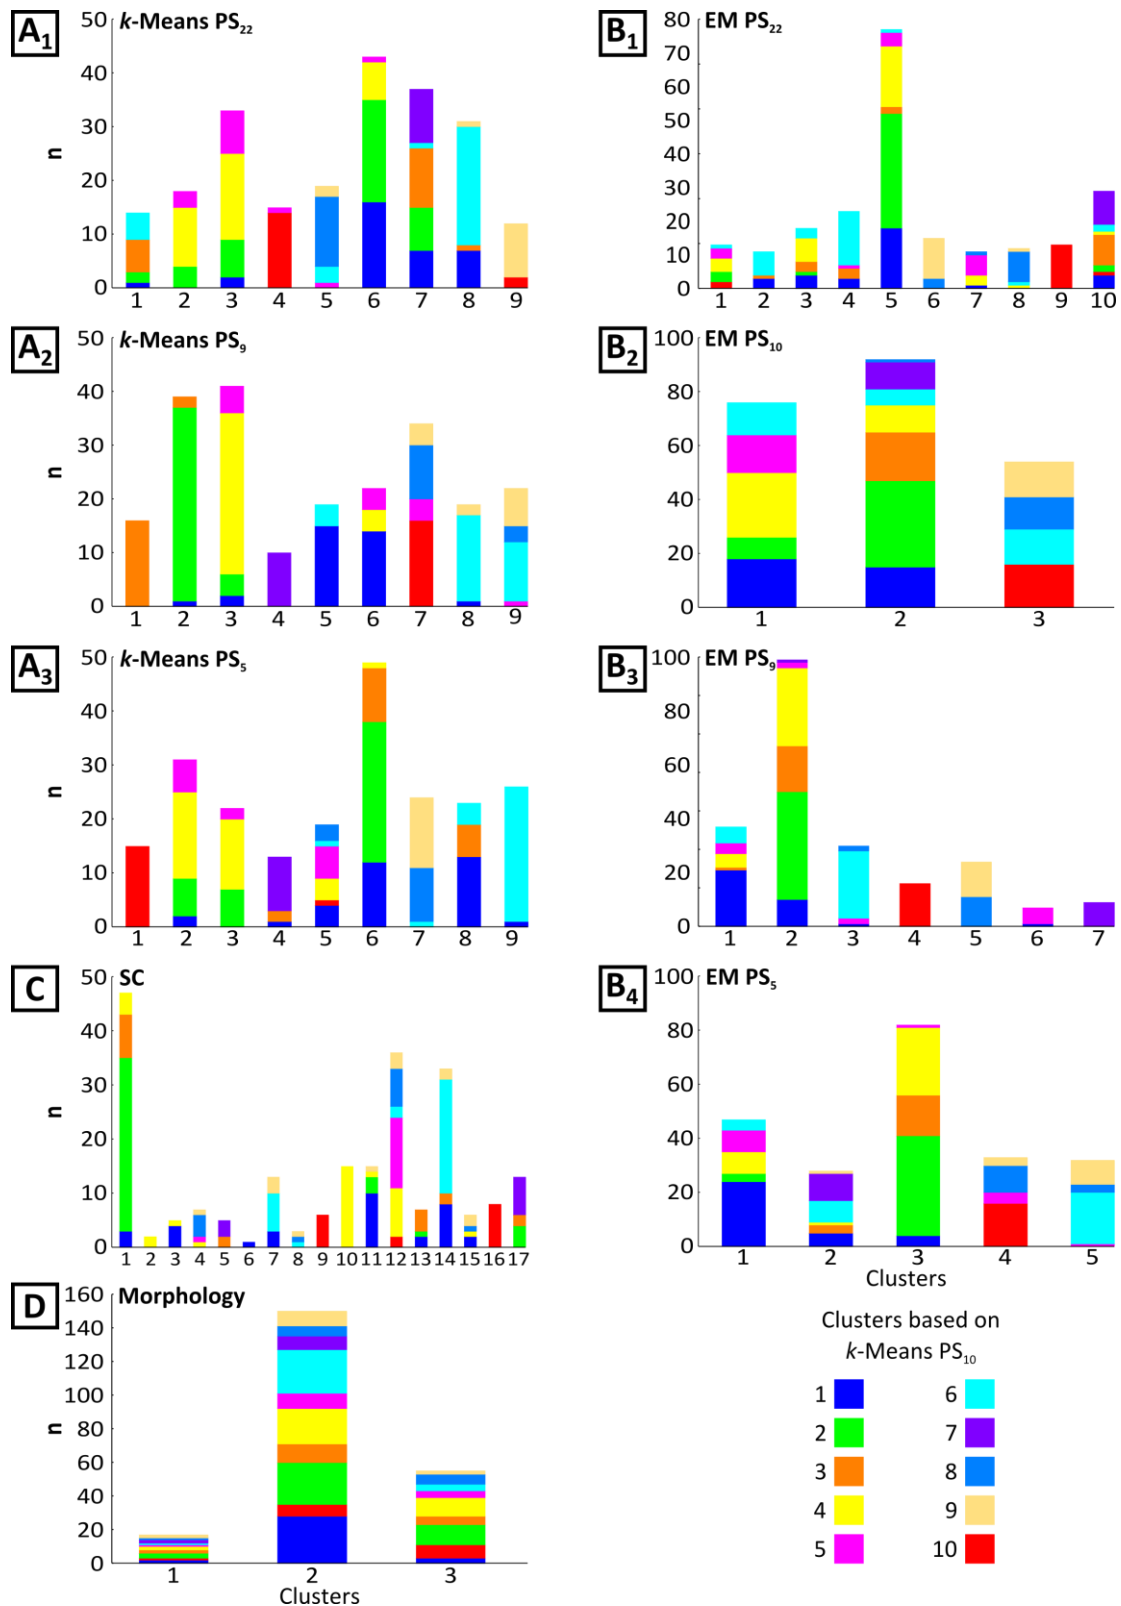 A1
k-Means PS22
50
40
30
20
10
0
n
1 2 3 4 5 6 7 8 9
B1
EM PS22
80
70
60
50
40
30
20
10
0
1 2 3 4 5 6 7 8 9 10
A2
k-Means PS9
50
40
30
20
10
0
1 2 3 4 5 6 7 8 9
B2
EM PS10
100
80
60
40
20
0
1 2 3
A3
k-Means PS5
50
40
30
20
10
0
n
1 2 3 4 5 6 7 8 9
B3
EM PS9
100
80
60
40
20
0
1 2 3 4 5 6 7
C
SC
50
40
30
20
10
0
n
1 2 3 4 5 6 7 8 9 10 11 12 13 14 15 16 17
B4
EM PS5
100
80
60
40
20
0
1 2 3 4 5
Clusters
D
Morphology
160
140
120
100
80
60
40
20
0
n
1 2 3
Clusters
Clusters based on
k-Means PS10
1 6
2 7
3 8
4 9
5 10